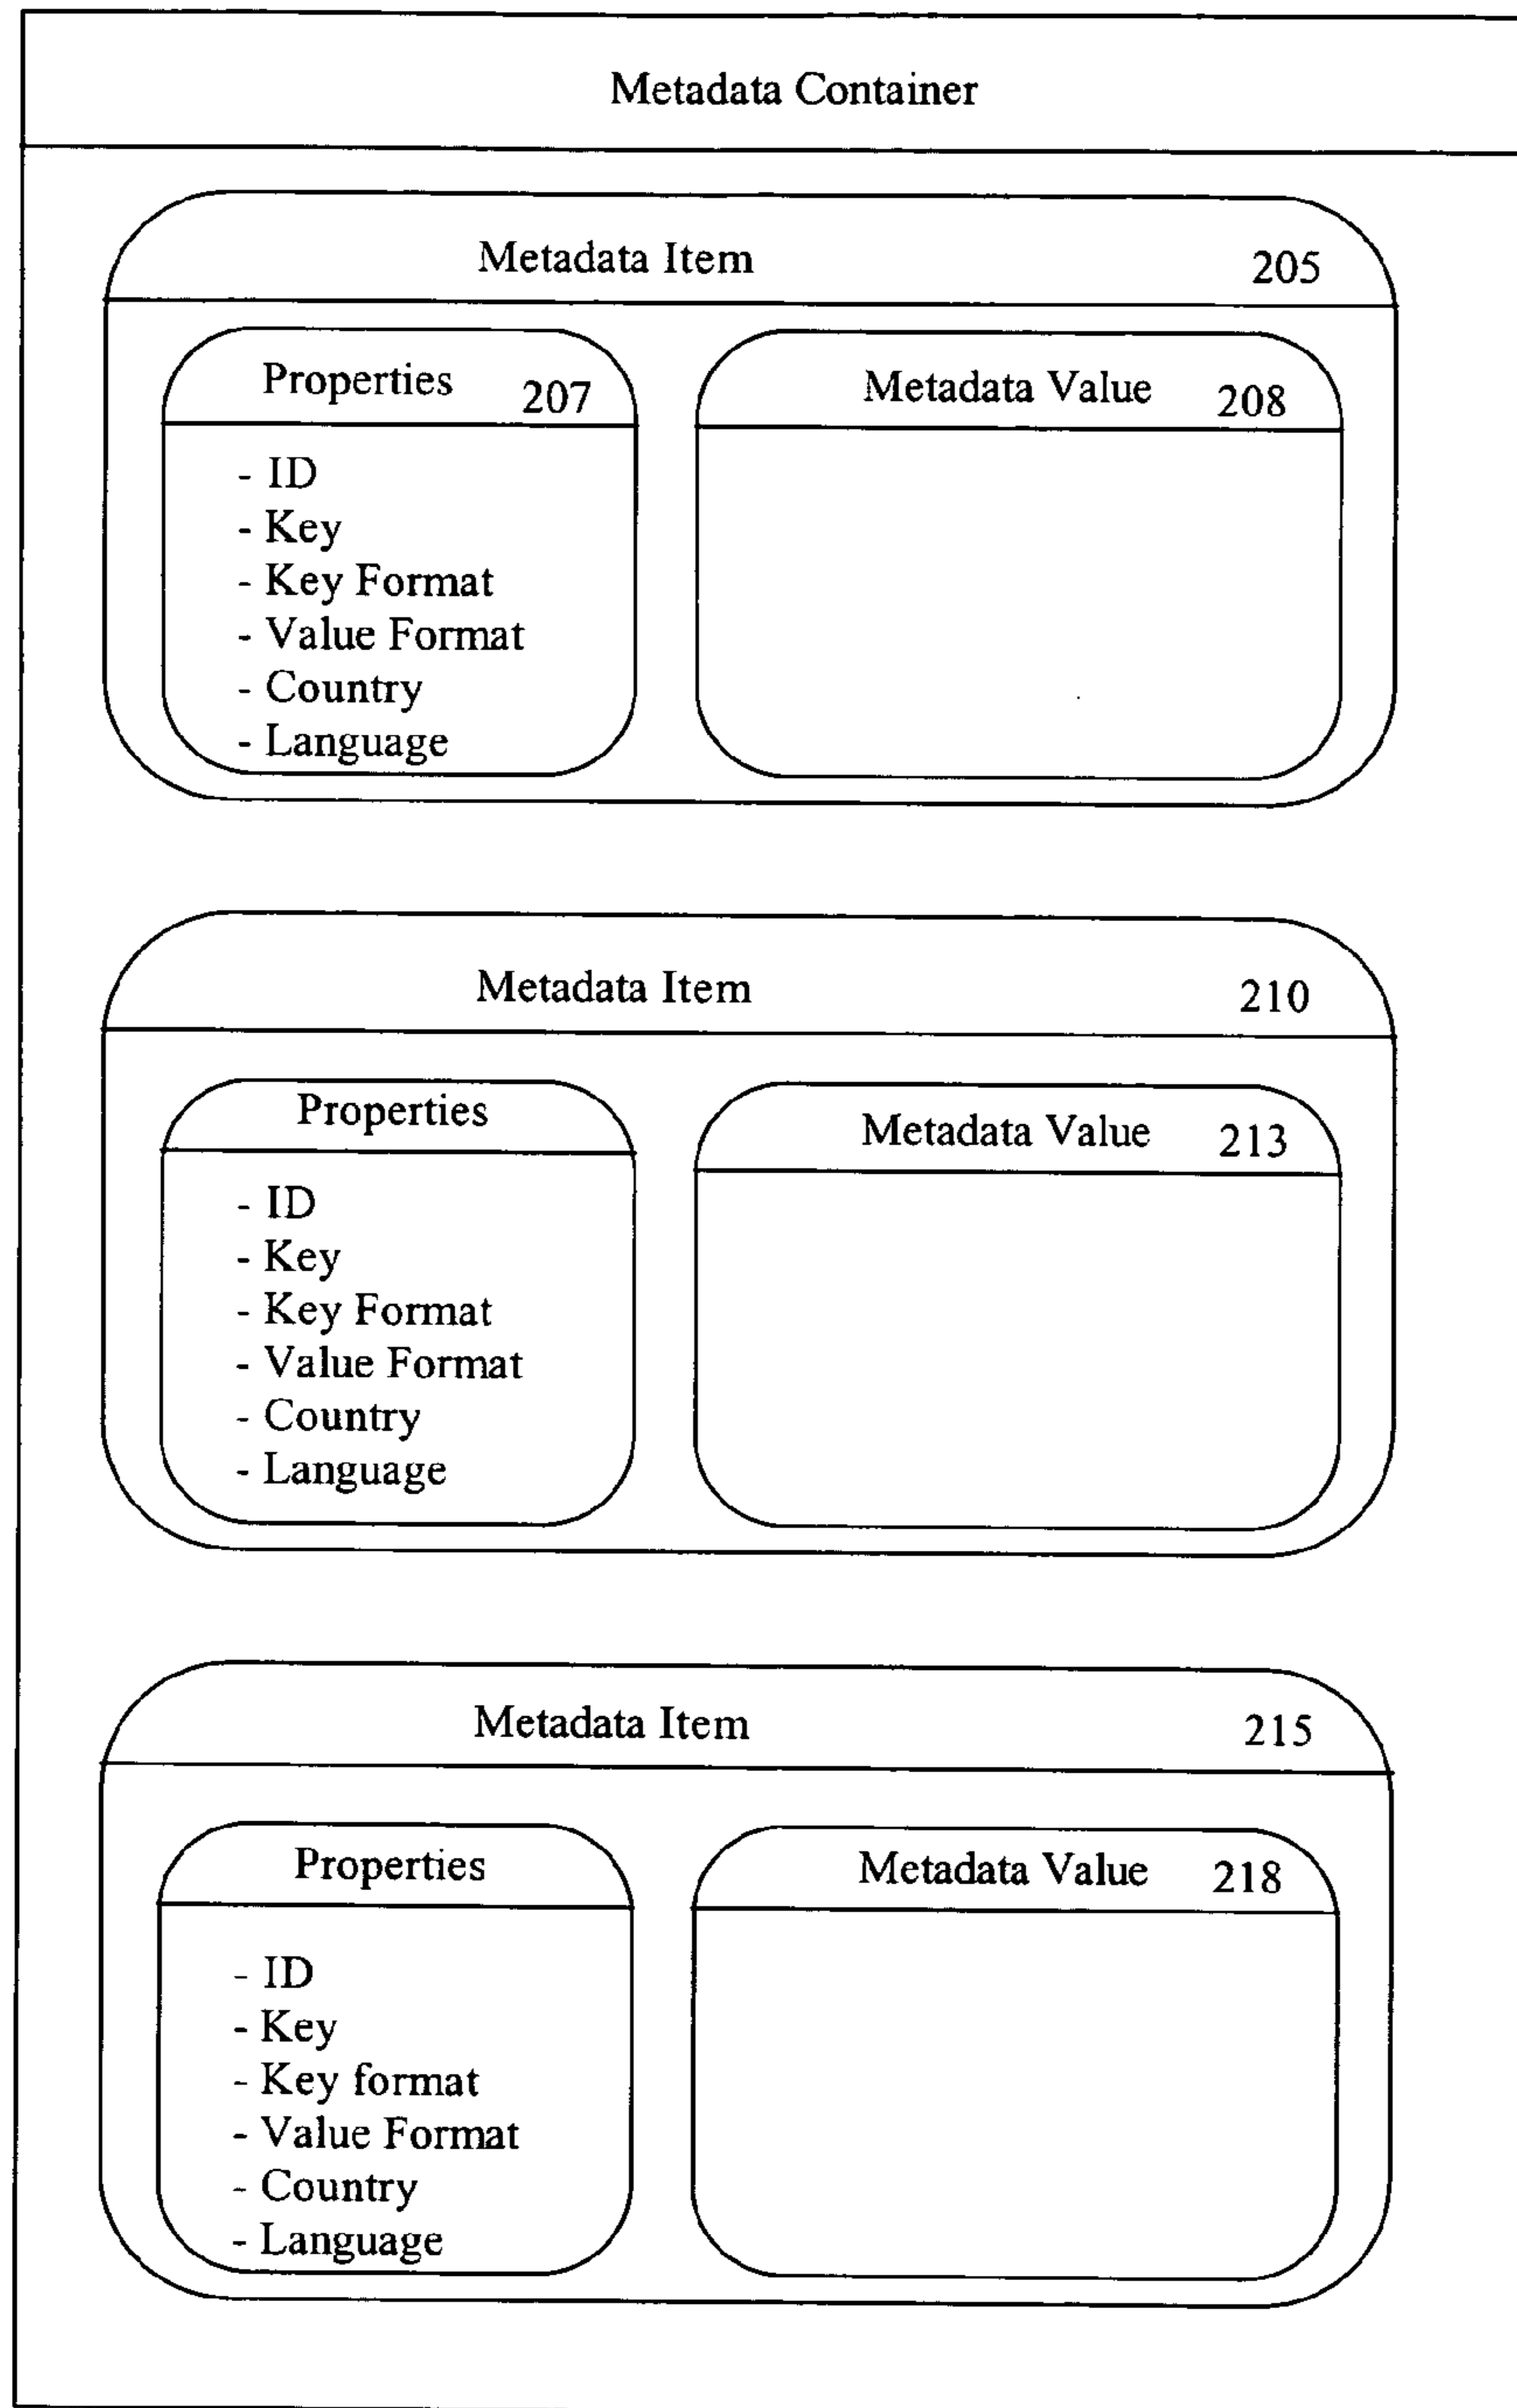 Metadata Container
Metadata Item 205
Properties 207
- ID
- Key
- Key Format
- Value Format
- Country
- Language
Metadata Value 208
Metadata Item 210
Properties
- ID
- Key
- Key Format
- Value Format
- Country
- Language
Metadata Value 213
Metadata Item 215
Properties
- ID
- Key
- Key format
- Value Format
- Country
- Language
Metadata Value 218